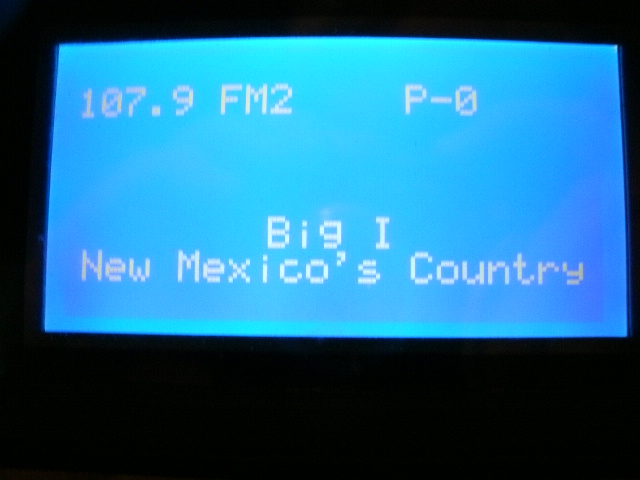 107.9 FM2 P-0
Big I
New Mexico's Country